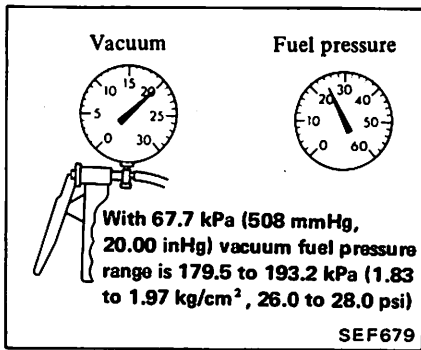 Vacuum
Fuel pressure
0 5 10 15 20 25 30
0 10 20 30 40 50 60
With 67.7 kPa (508 mmHg,
20.00 inHg) vacuum fuel pressure
range is 179.5 to 193.2 kPa (1.83
to 1.97 kg/cm², 26.0 to 28.0 psi)
SEF679